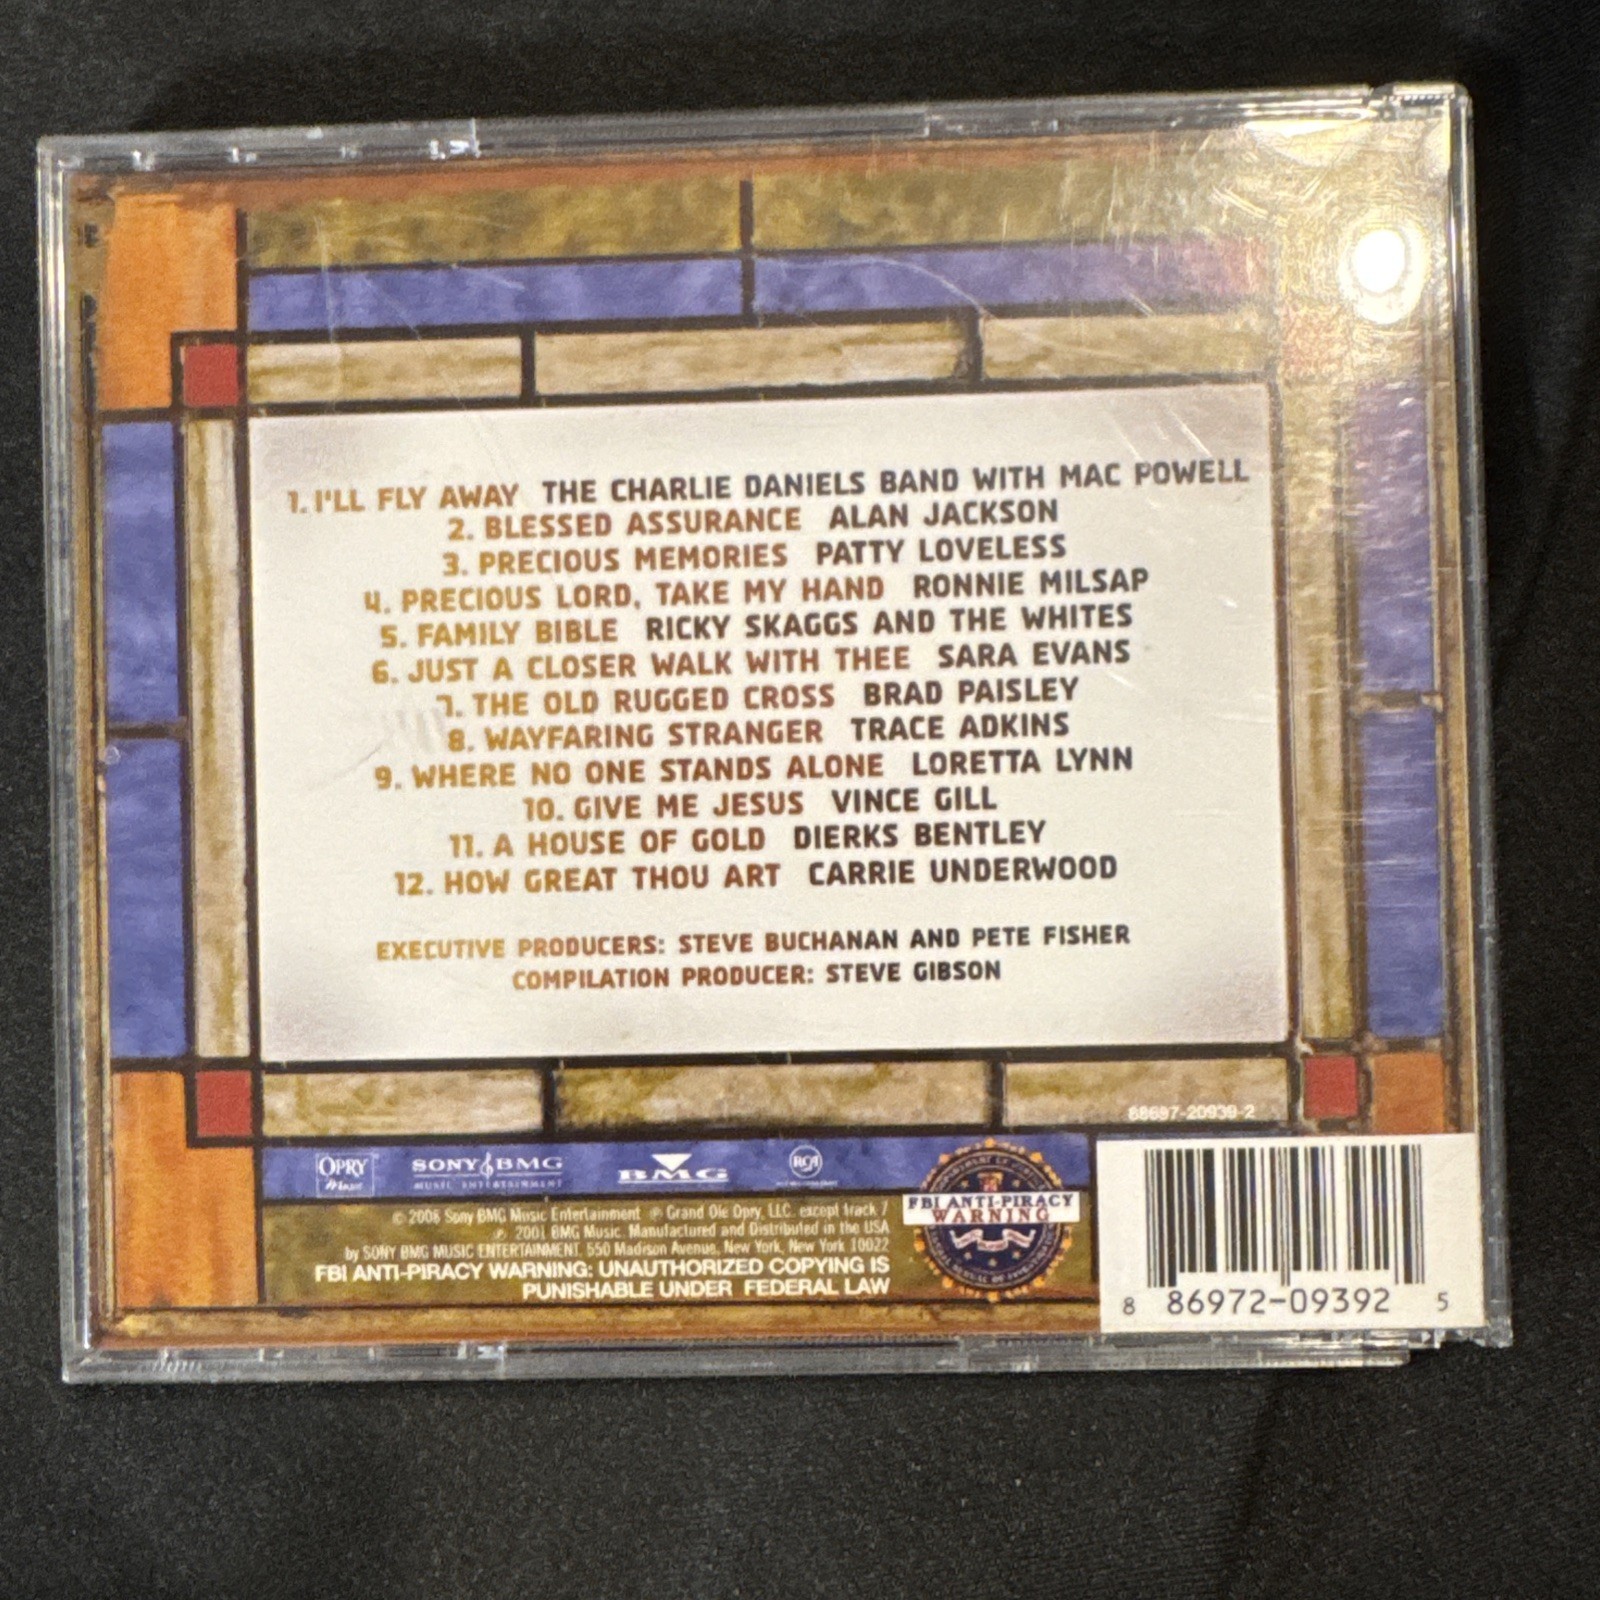 1. I'LL FLY AWAY THE CHARLIE DANIELS BAND WITH MAC POWELL
2. BLESSED ASSURANCE ALAN JACKSON
3. PRECIOUS MEMORIES PATTY LOVELESS
4. PRECIOUS LORD, TAKE MY HAND RONNIE MILSAP
5. FAMILY BIBLE RICKY SKAGGS AND THE WHITES
6. JUST A CLOSER WALK WITH THEE SARA EVANS
7. THE OLD RUGGED CROSS BRAD PAISLEY
8. WAYFARING STRANGER TRACE ADKINS
9. WHERE NO ONE STANDS ALONE LORETTA LYNN
10. GIVE ME JESUS VINCE GILL
11. A HOUSE OF GOLD DIERKS BENTLEY
12. HOW GREAT THOU ART CARRIE UNDERWOOD
EXECUTIVE PRODUCERS: STEVE BUCHANAN AND PETE FISHER
COMPILATION PRODUCER: STEVE GIBSON
88697-20939-2
OPRY Music
SONY BMG
MUSIC ENTERTAINMENT
BMG
RCA
© 2008 Sony BMG Music Entertainment ℗ Grand Ole Opry, LLC. except track 7
℗ 2001 BMG Music. Manufactured and Distributed in the USA
by SONY BMG MUSIC ENTERTAINMENT, 550 Madison Avenue, New York, New York 10022
FBI ANTI-PIRACY WARNING: UNAUTHORIZED COPYING IS
PUNISHABLE UNDER FEDERAL LAW
FBI ANTI-PIRACY
WARNING
8 86972-09392 5